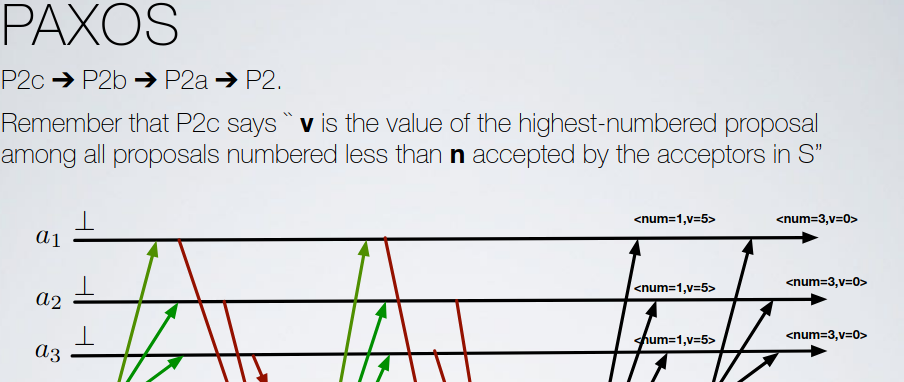 PAXOS
P2c ➔ P2b ➔ P2a ➔ P2.
Remember that P2c says `` v is the value of the highest-numbered proposal
among all proposals numbered less than n accepted by the acceptors in S”
<num=1,v=5> <num=3,v=0>
⊥
a1
<num=1,v=5> <num=3,v=0>
⊥
a2
<num=1,v=5> <num=3,v=0>
⊥
a3